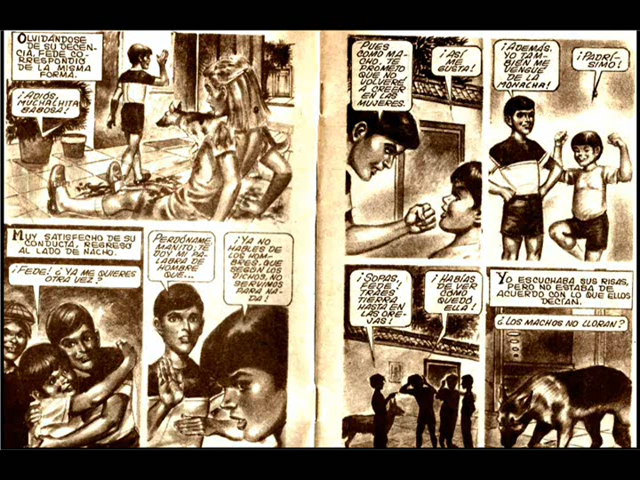 OLVIDÁNDOSE
DE SU DECEN-
CIA, FEDE CO-
RRESPONDIÓ
DE LA MISMA
FORMA.
¡ADIÓS,
MUCHACHITA
BABOSA!
MUY SATISFECHO DE SU
CONDUCTA, REGRESÓ
AL LADO DE NACHO.
¡FEDE! ¿YA ME QUIERES
OTRA VEZ?
PERDÓNAME,
MANITO; TE
DOY MI PA-
LABRA DE
HOMBRE
QUE...
¡YA NO
HABLES DE
LOS HOM-
BRES, QUE
SEGÚN LOS
DICHOS, NO
SERVIMOS
PARA NA-
DA!
PUES
COMO MA-
CHO, TE
PROMETO
QUE NO
VOLVERÉ
A CREER
EN LAS
MUJERES.
¡ASÍ
ME
GUSTA!
¡ADEMÁS,
YO TAM-
BIÉN ME
VENGUÉ
DE LA
MONACHA!
¡PADRÍ-
SIMO!
¡SOPAS,
FEDE,
TRAES
TIERRA
HASTA EN
LAS ORE-
JAS!
¡HABÍAS
DE VER
CÓMO
QUEDÓ
ELLA!
YO ESCUCHABA SUS RISAS,
PERO NO ESTABA DE
ACUERDO CON LO QUE ELLOS
DECÍAN.
¿LOS MACHOS NO LLORAN?